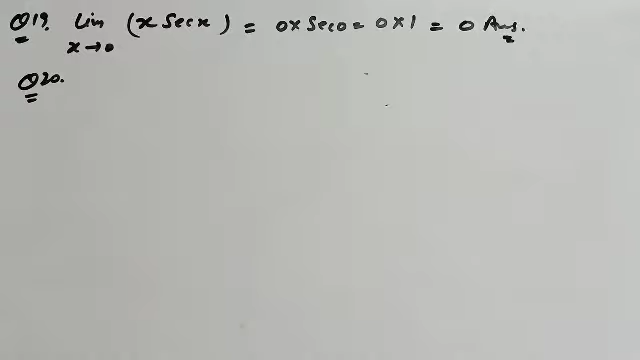 Q19. Lim (x Sec x) = 0 x Sec 0 = 0 x 1 = 0 Ans.
x → 0
Q20.